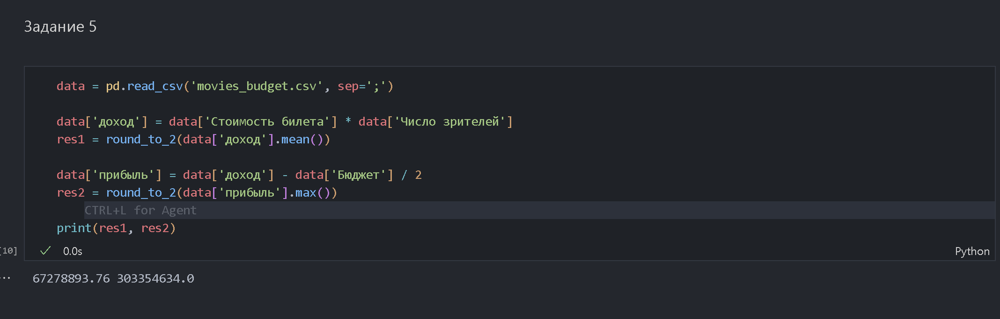 Задание 5
data = pd.read_csv('movies_budget.csv', sep=';')
data['доход'] = data['Стоимость билета'] * data['Число зрителей']
res1 = round_to_2(data['доход'].mean())
data['прибыль'] = data['доход'] - data['Бюджет'] / 2
res2 = round_to_2(data['прибыль'].max())
CTRL+L for Agent
print(res1, res2)
[10]
0.0s
Python
67278893.76 303354634.0